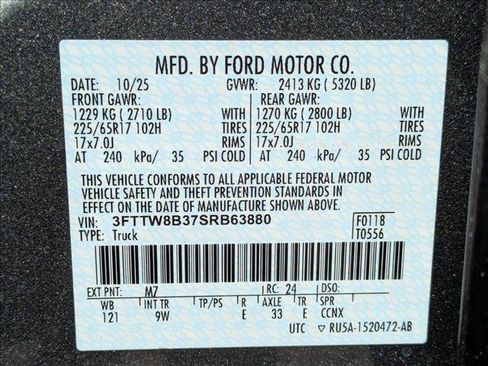 MFD. BY FORD MOTOR CO.
DATE: 10/25 GVWR: 2413 KG ( 5320 LB)
FRONT GAWR: REAR GAWR:
1229 KG ( 2710 LB) WITH 1270 KG ( 2800 LB) WITH
225/65R17 102H TIRES 225/65R17 102H TIRES
17x7.0J RIMS 17x7.0J RIMS
AT 240 kPa/ 35 PSI COLD AT 240 kPa/ 35 PSI COLD
THIS VEHICLE CONFORMS TO ALL APPLICABLE FEDERAL MOTOR
VEHICLE SAFETY AND THEFT PREVENTION STANDARDS IN
EFFECT ON THE DATE OF MANUFACTURE SHOWN ABOVE.
VIN: 3FTTW8B37SRB63880 F0118
TYPE: Truck T0556
EXT PNT: M7 RC: 24 DSO:
WB INT TR TP/PS R AXLE TR SPR
121 9W E 33 E CCNX
UTC RU5A-1520472-AB